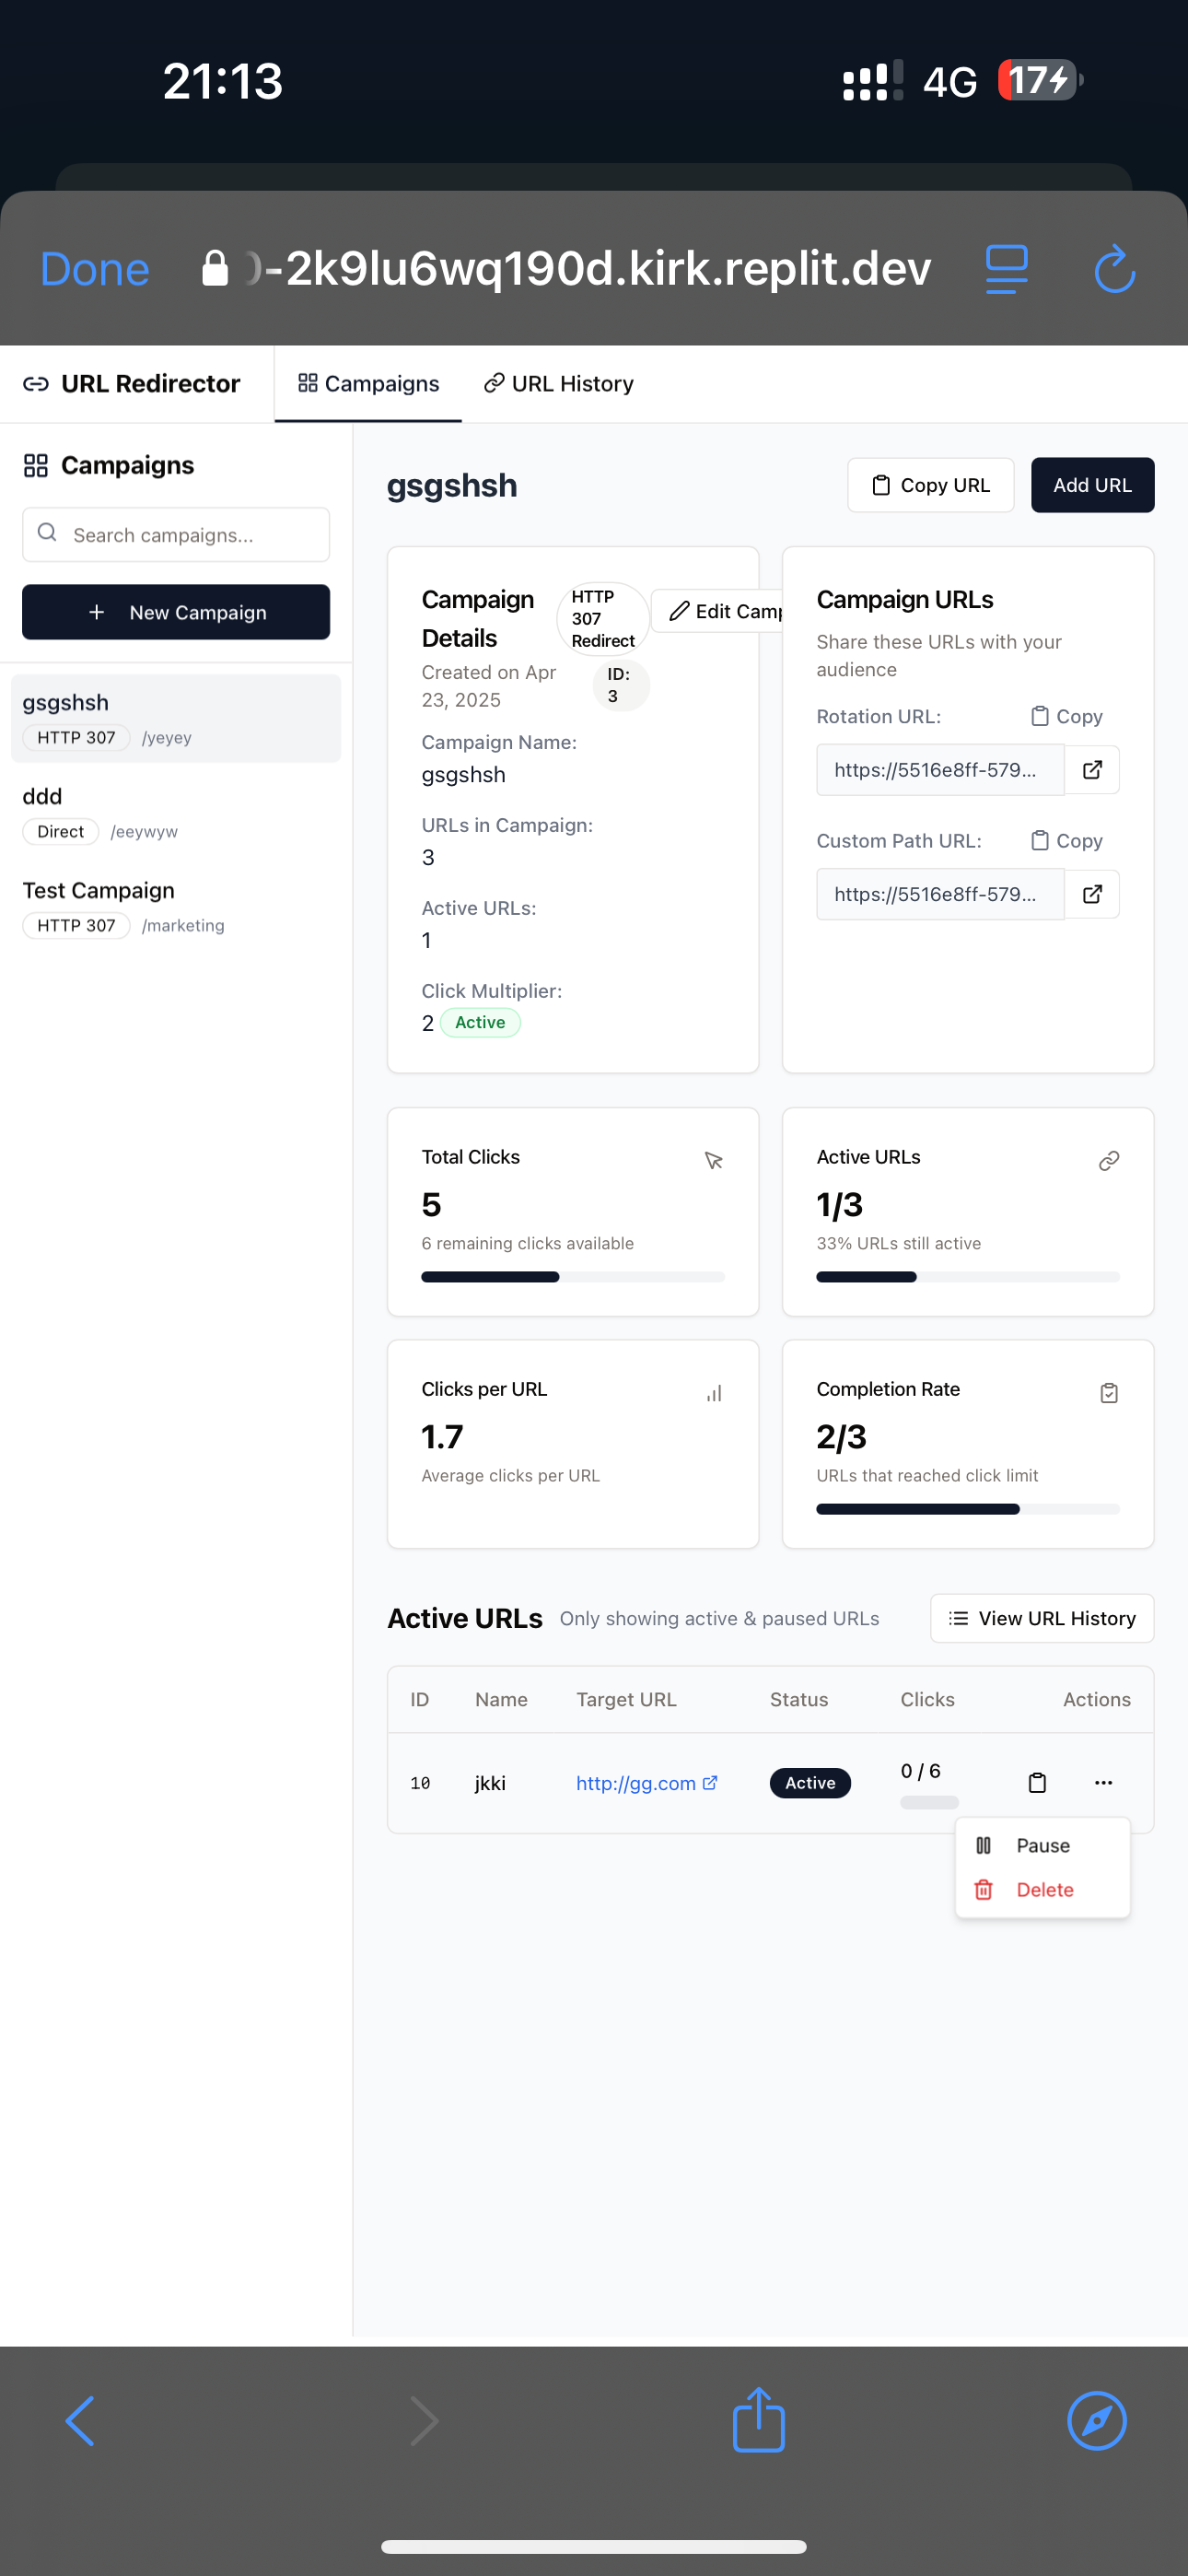 21:13
4G
17
Done
-2k9lu6wq190d.kirk.replit.dev
URL Redirector
Campaigns
URL History
Campaigns
Search campaigns...
+ New Campaign
gsgshsh
HTTP 307 /yeyey
ddd
Direct /eeywyw
Test Campaign
HTTP 307 /marketing
gsgshsh
Copy URL
Add URL
Campaign
Details
HTTP
307
Redirect
Edit Camp
Created on Apr
23, 2025
ID:
3
Campaign Name:
gsgshsh
URLs in Campaign:
3
Active URLs:
1
Click Multiplier:
2 Active
Campaign URLs
Share these URLs with your
audience
Rotation URL: Copy
https://5516e8ff-579...
Custom Path URL: Copy
https://5516e8ff-579...
Total Clicks
5
6 remaining clicks available
Active URLs
1/3
33% URLs still active
Clicks per URL
1.7
Average clicks per URL
Completion Rate
2/3
URLs that reached click limit
Active URLs Only showing active & paused URLs
View URL History
ID Name Target URL Status Clicks Actions
10 jkki http://gg.com Active 0 / 6
Pause
Delete